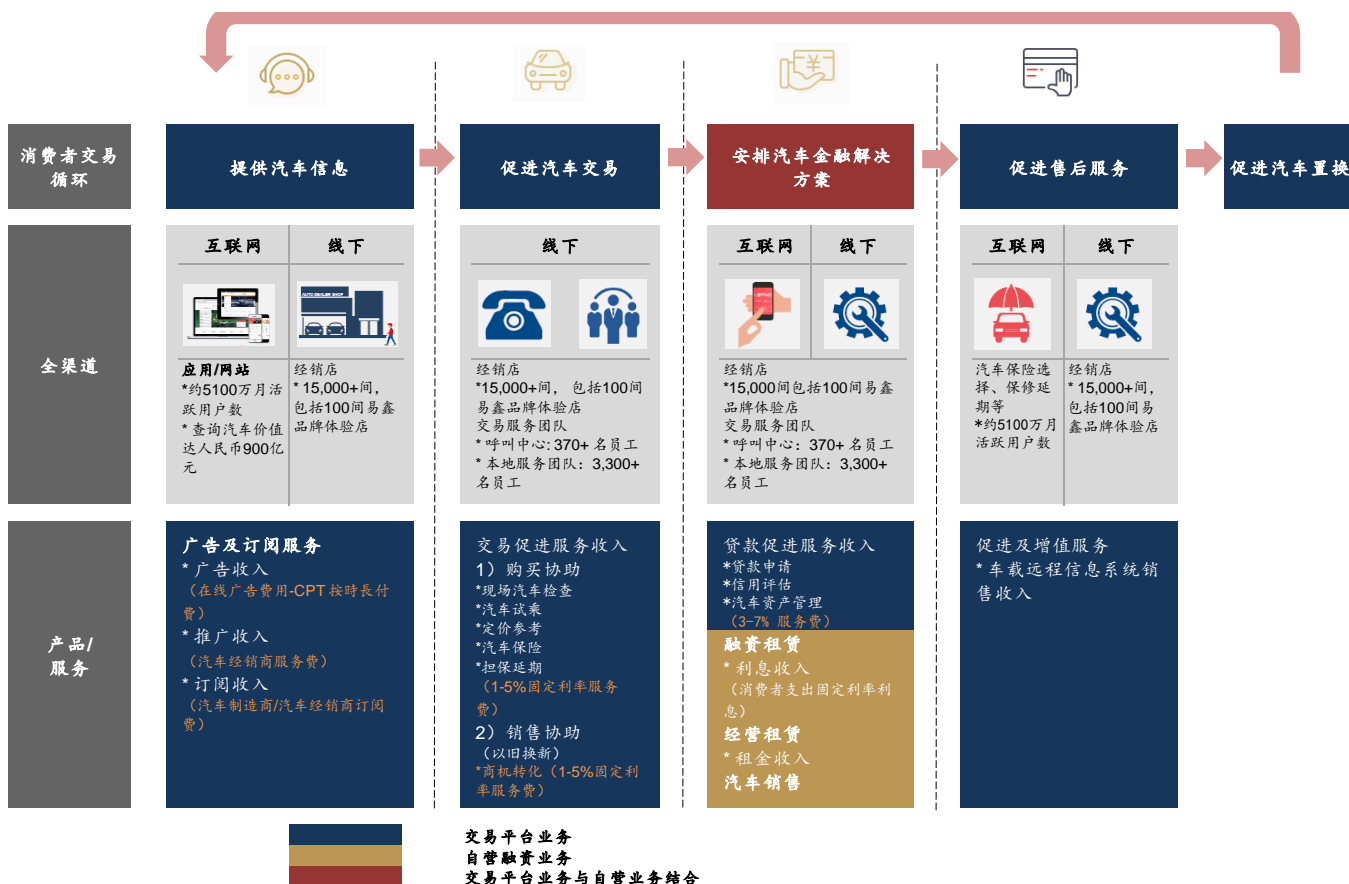 消费者交易
循环
提供汽车信息
促进汽车交易
安排汽车金融解决
方案
促进售后服务
促进汽车置换
全渠道
互联网
线下
AUTO DEALER SHOP
应用/网站
*约5100万月活
跃用户数
* 查询汽车价值
达人民币900亿
元
经销店
* 15,000+间,
包括100间易鑫
品牌体验店
线下
经销店
*15,000+间， 包括100间
易鑫品牌体验店
交易服务团队
* 呼叫中心: 370+ 名员工
* 本地服务团队：3,300+
名员工
互联网
线下
经销店
*15,000间包括100间易鑫
品牌体验店
交易服务团队
* 呼叫中心：370+ 名员工
* 本地服务团队：3,300+
名员工
互联网
线下
汽车保险选
择、保修延
期等
*约5100万月
活跃用户数
经销店
* 15,000+间,
包括100间易
鑫品牌体验店
产品/
服务
广告及订阅服务
* 广告收入
（在线广告费用-CPT 按時長付
费）
* 推广收入
（汽车经销商服务费）
* 订阅收入
（汽车制造商/汽车经销商订阅
费）
交易促进服务收入
1）购买协助
*现场汽车检查
*汽车试乘
*定价参考
*汽车保险
*担保延期
（1-5%固定利率服务
费）
2）销售协助
（以旧换新）
*商机转化（1-5%固定利
率服务费）
贷款促进服务收入
*贷款申请
*信用评估
*汽车资产管理
（3-7% 服务费）
融资租赁
* 利息收入
（消费者支出固定利率利
息）
经营租赁
* 租金收入
汽车销售
促进及增值服务
* 车载远程信息系统销
售收入
交易平台业务
自营融资业务
交易平台业务与自营业务结合